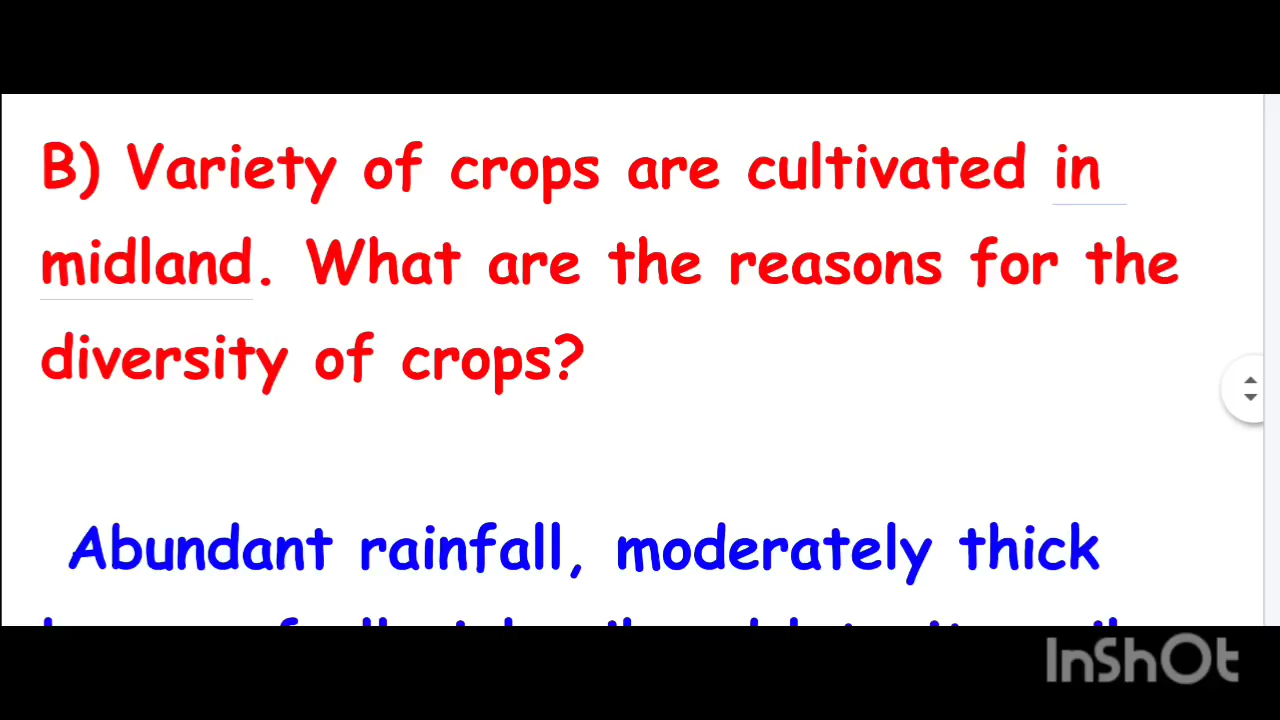 B) Variety of crops are cultivated in
midland. What are the reasons for the
diversity of crops?
Abundant rainfall, moderately thick
InShOt